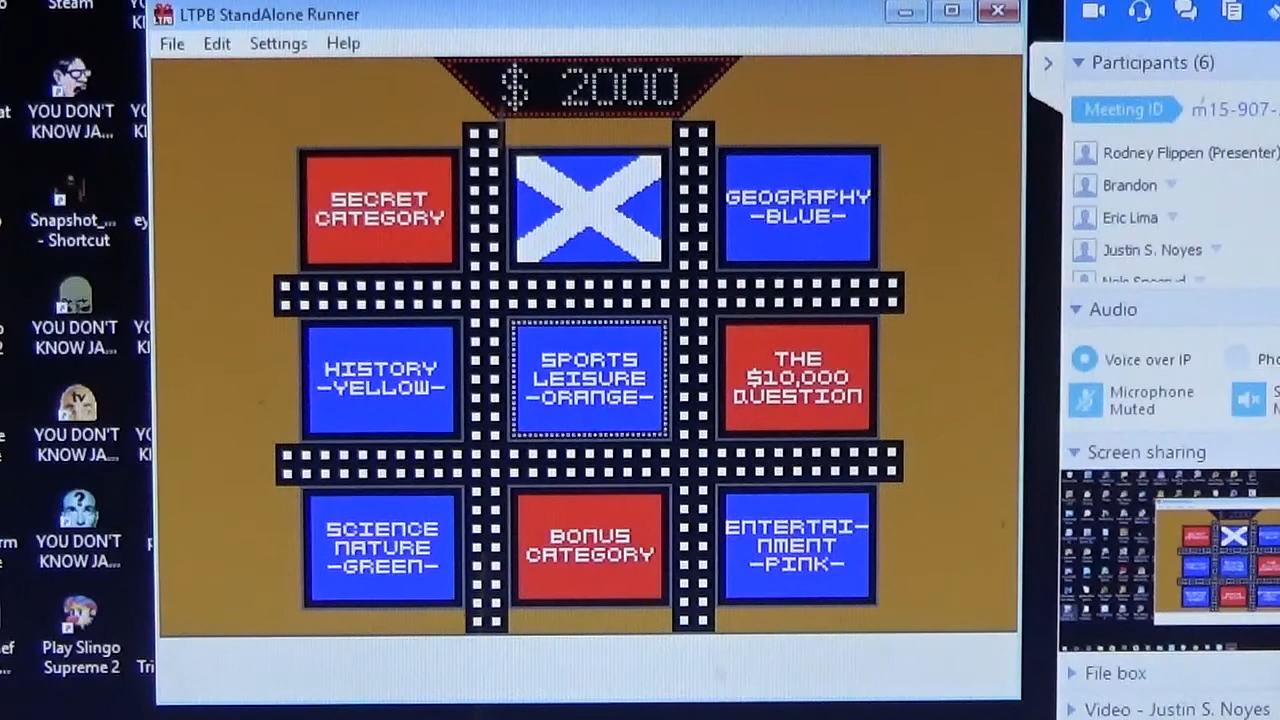 Steam
LTPB
LTPB StandAlone Runner
File Edit Settings Help
$ 2000
SECRET
CATEGORY
GEOGRAPHY
-BLUE-
HISTORY
-YELLOW-
SPORTS
LEISURE
-ORANGE-
THE
$10,000
QUESTION
SCIENCE
NATURE
-GREEN-
BONUS
CATEGORY
ENTERTAI-
NMENT
-PINK-
YOU DON'T
KNOW JA...
Snapshot_...
- Shortcut
YOU DON'T
KNOW JA...
tv
YOU DON'T
KNOW JA...
?
YOU DON'T
KNOW JA...
Play Slingo
Supreme 2
Tri
Participants (6)
Meeting ID
m15-907-
Rodney Flippen (Presenter)
Brandon
Eric Lima
Justin S. Noyes
Audio
Voice over IP
Pho
Microphone
Muted
Screen sharing
File box
Video - Justin S. Noyes